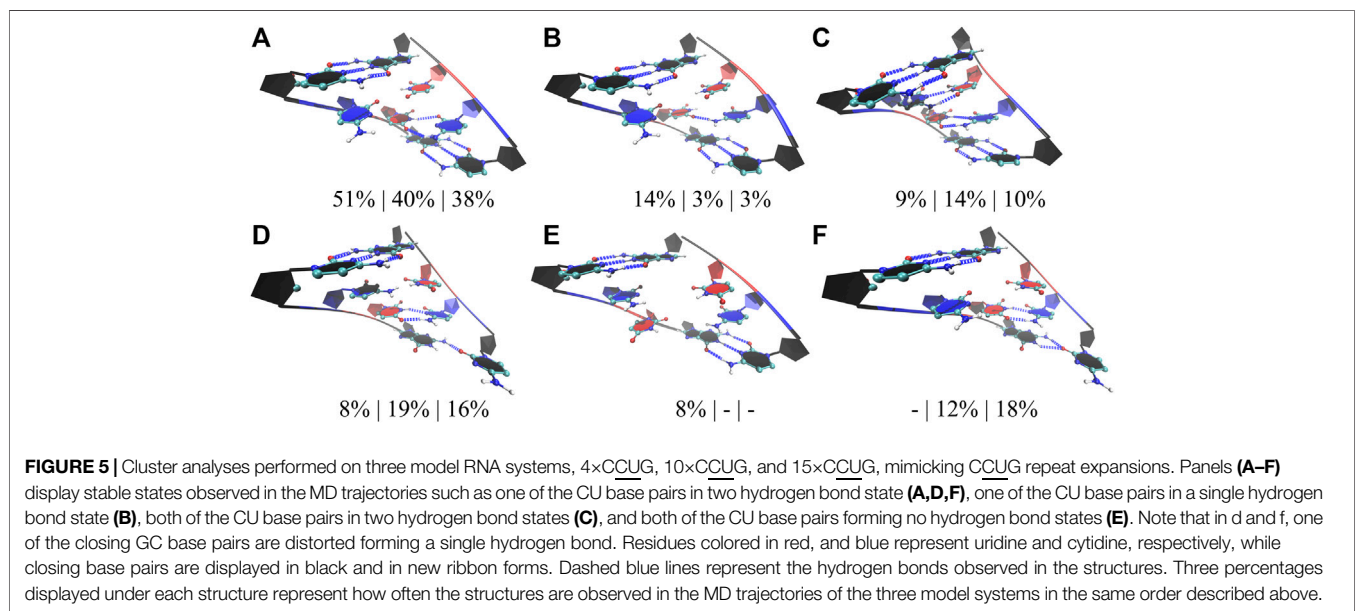 A
B
C
51% | 40% | 38%
14% | 3% | 3%
9% | 14% | 10%
D
E
F
8% | 19% | 16%
8% | - | -
- | 12% | 18%
FIGURE 5 | Cluster analyses performed on three model RNA systems, 4×CCUG, 10×CCUG, and 15×CCUG, mimicking CCUG repeat expansions. Panels (A–F)
display stable states observed in the MD trajectories such as one of the CU base pairs in two hydrogen bond state (A,D,F), one of the CU base pairs in a single hydrogen
bond state (B), both of the CU base pairs in two hydrogen bond states (C), and both of the CU base pairs forming no hydrogen bond states (E). Note that in d and f, one
of the closing GC base pairs are distorted forming a single hydrogen bond. Residues colored in red, and blue represent uridine and cytidine, respectively, while
closing base pairs are displayed in black and in new ribbon forms. Dashed blue lines represent the hydrogen bonds observed in the structures. Three percentages
displayed under each structure represent how often the structures are observed in the MD trajectories of the three model systems in the same order described above.